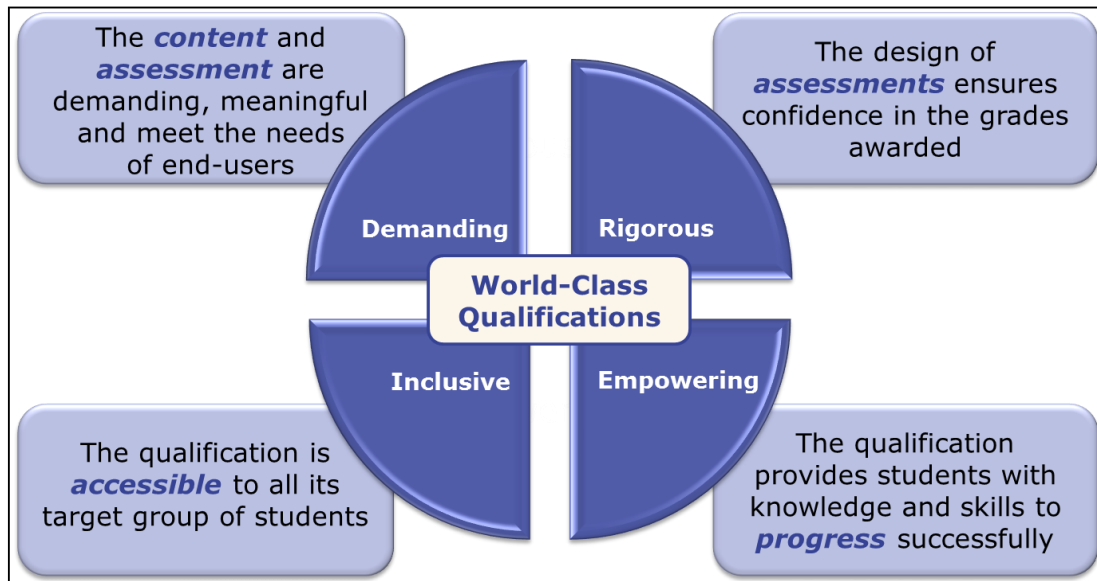 The content and
assessment are
demanding, meaningful
and meet the needs
of end-users
The design of
assessments ensures
confidence in the grades
awarded
Demanding
Rigorous
World-Class
Qualifications
Inclusive
Empowering
The qualification is
accessible to all its
target group of students
The qualification
provides students with
knowledge and skills to
progress successfully